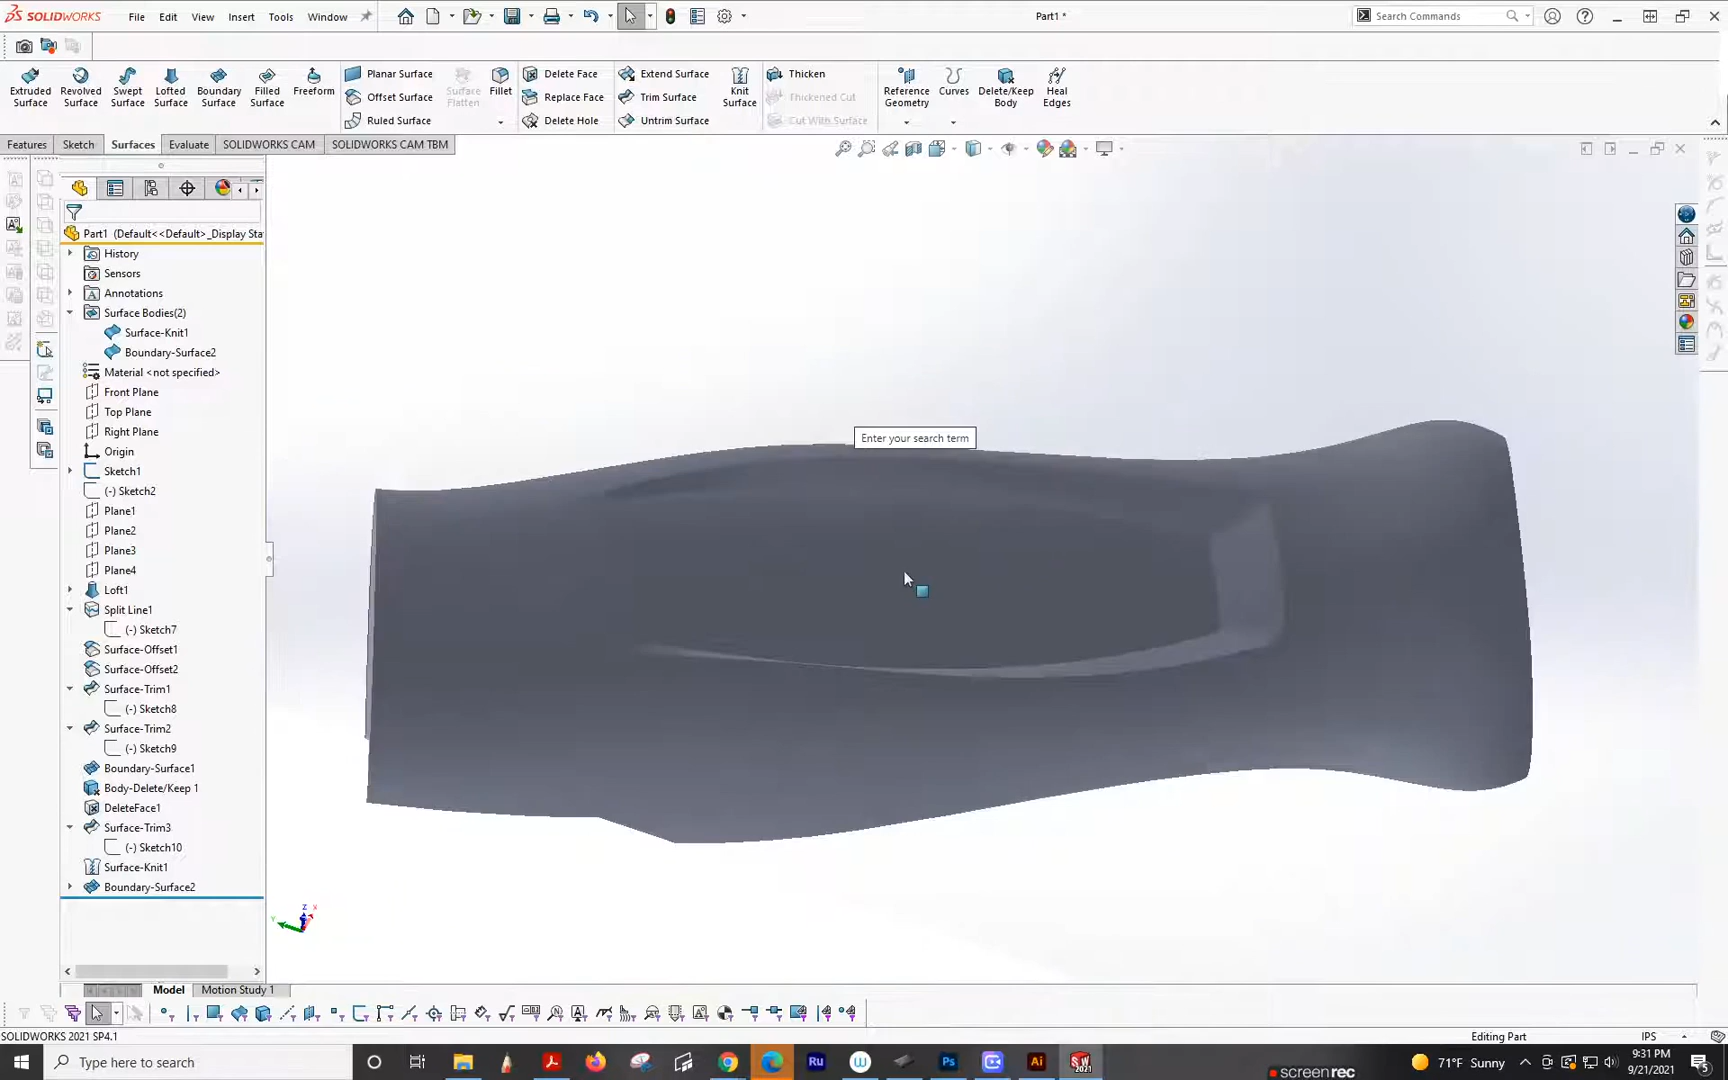 SOLIDWORKS File Edit View Insert Tools Window Part1 * Search Commands
Extruded Surface
Revolved Surface
Swept Surface
Lofted Surface
Boundary Surface
Filled Surface
Freeform
Planar Surface
Offset Surface
Ruled Surface
Surface Flatten
Fillet
Delete Face
Replace Face
Delete Hole
Extend Surface
Trim Surface
Untrim Surface
Knit Surface
Thicken
Thickened Cut
Cut With Surface
Reference Geometry
Curves
Delete/Keep Body
Heal Edges
Features Sketch Surfaces Evaluate SOLIDWORKS CAM SOLIDWORKS CAM TBM
Part1 (Default<<Default>_Display Sta
History
Sensors
Annotations
Surface Bodies(2)
Surface-Knit1
Boundary-Surface2
Material <not specified>
Front Plane
Top Plane
Right Plane
Origin
Sketch1
(-) Sketch2
Plane1
Plane2
Plane3
Plane4
Loft1
Split Line1
(-) Sketch7
Surface-Offset1
Surface-Offset2
Surface-Trim1
(-) Sketch8
Surface-Trim2
(-) Sketch9
Boundary-Surface1
Body-Delete/Keep 1
DeleteFace1
Surface-Trim3
(-) Sketch10
Surface-Knit1
Boundary-Surface2
Enter your search term
Z
X
Y
Model Motion Study 1
SOLIDWORKS 2021 SP4.1 Editing Part IPS
Type here to search
Ru
W
Ps
Ai
SW
2021
screenrec
71°F Sunny
9:31 PM
9/21/2021
5